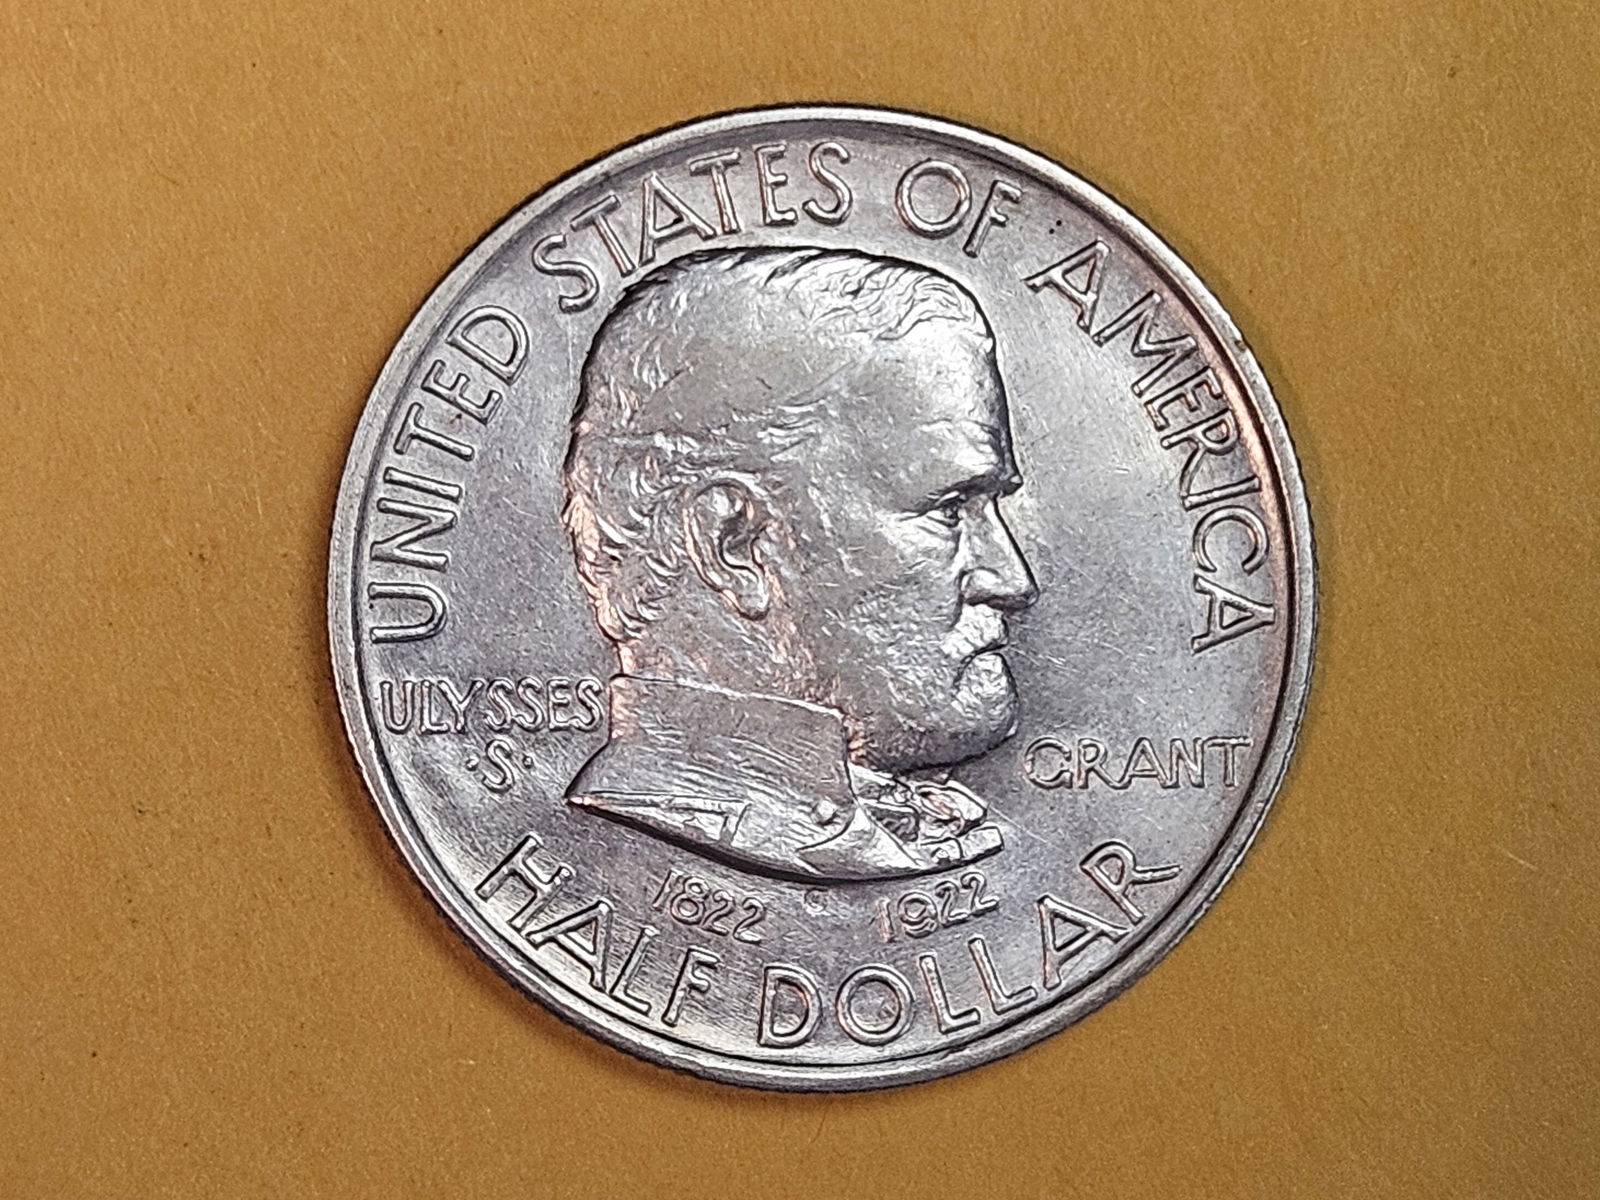 UNITED STATES OF AMERICA
ULYSSES
·S·
GRANT
1822 G 1922
HALF DOLLAR